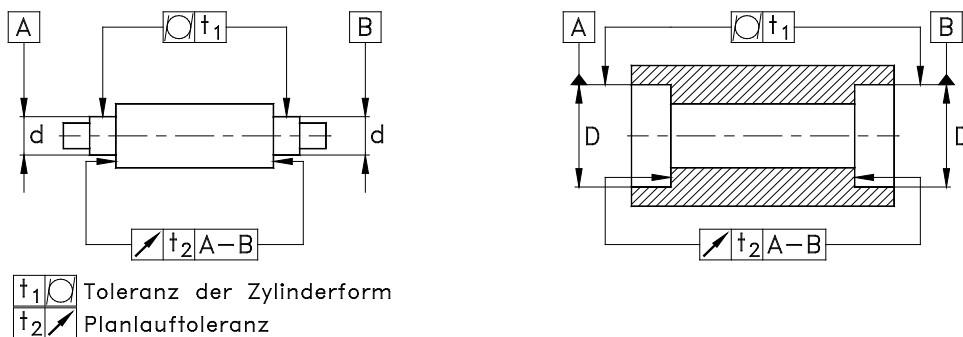 A t₁ B A t₁ B
d d D D
t₂ A–B t₂ A–B
t₁ Toleranz der Zylinderform
t₂ Planlauftoleranz